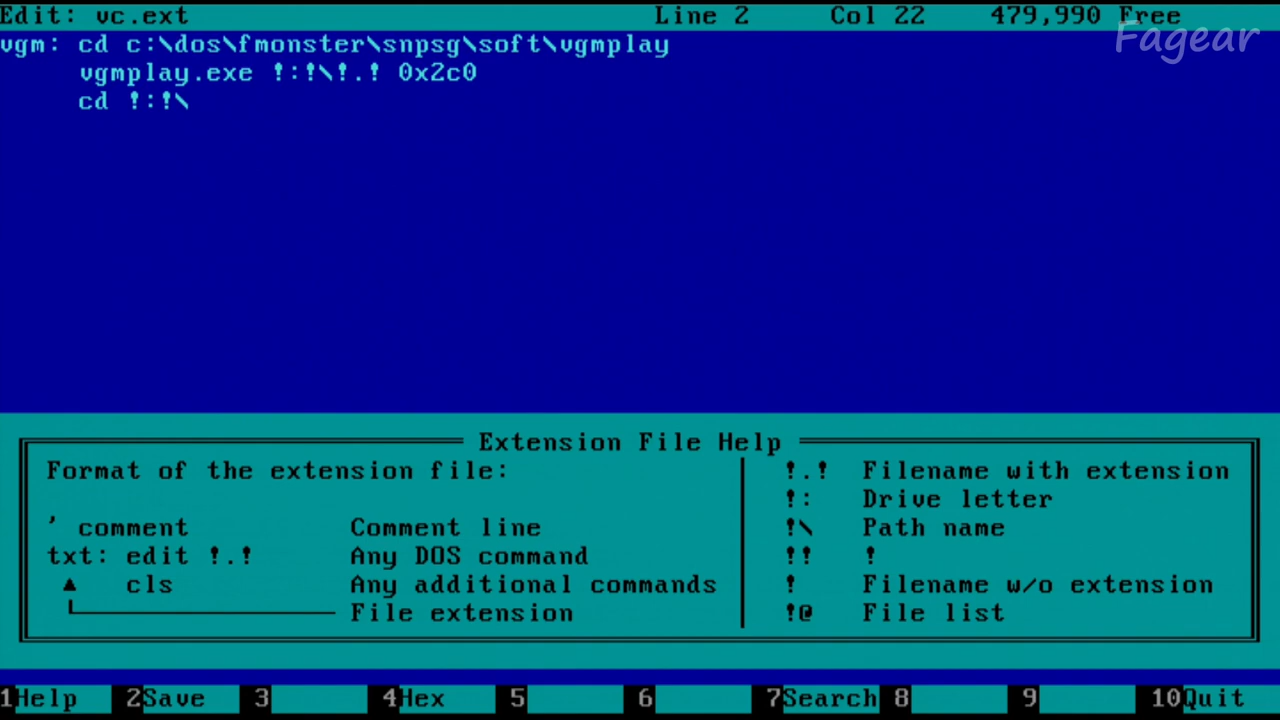 Edit: vc.ext Line 2 Col 22 479,990 Free
Fagear
vgm: cd c:\dos\fmonster\snpsg\soft\vgmplay
vgmplay.exe !:!\!.! 0x2c0
cd !:!\
Extension File Help
Format of the extension file:
' comment Comment line
txt: edit !.! Any DOS command
▲ cls Any additional commands
File extension
!.! Filename with extension
!: Drive letter
!\ Path name
!! !
! Filename w/o extension
!@ File list
1Help 2Save 3 4Hex 5 6 7Search 8 9 10Quit